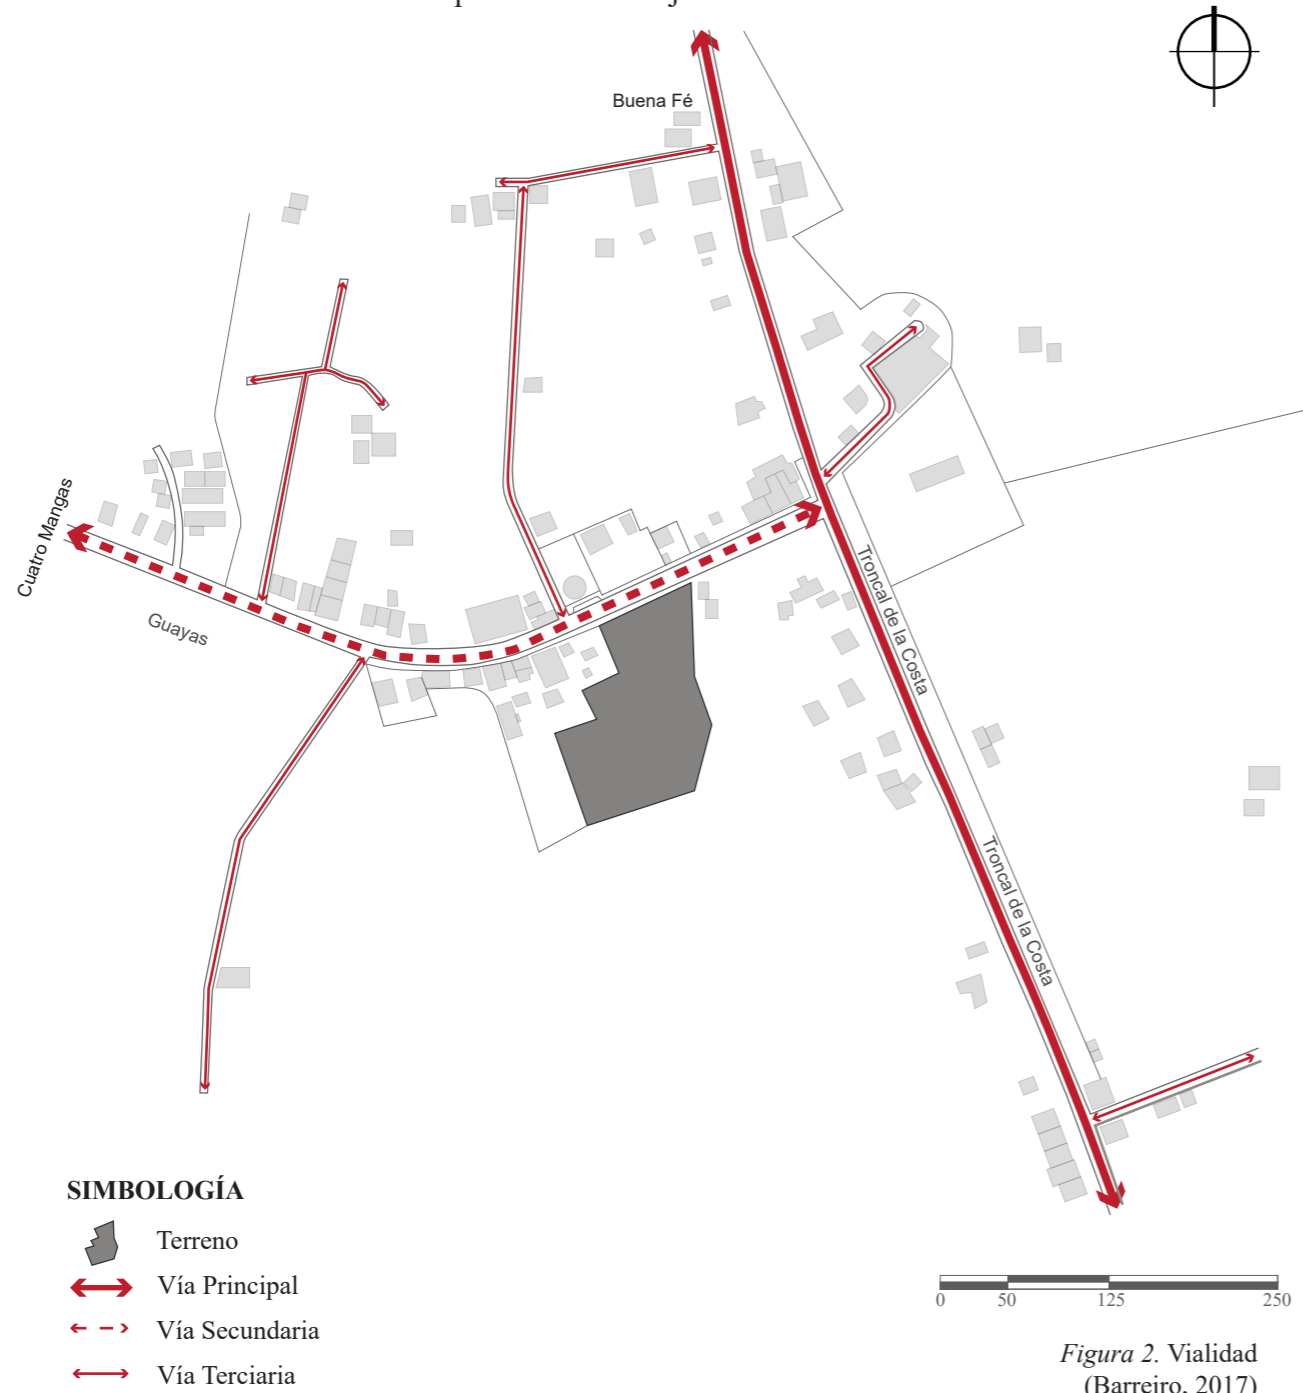 Buena Fé
Cuatro Mangas
Guayas
Troncal de la Costa
Troncal de la Costa
SIMBOLOGÍA
Terreno
Vía Principal
Vía Secundaria
Vía Terciaria
0 50 125 250
Figura 2. Vialidad
(Barreiro, 2017)